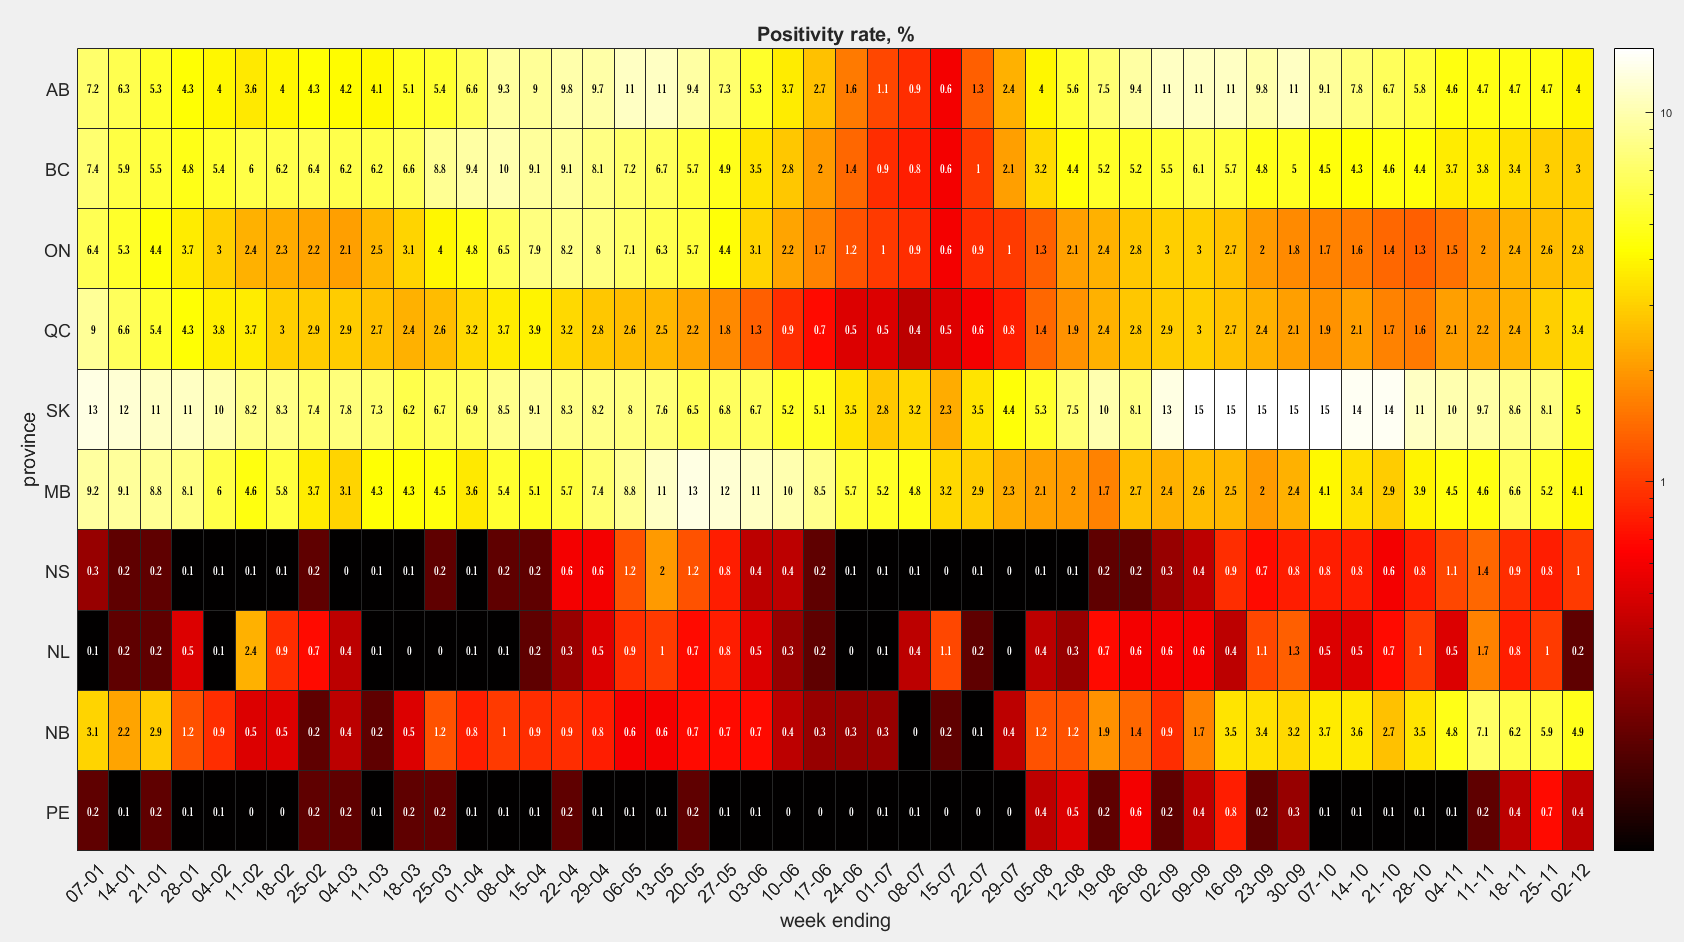 Positivity rate, %
AB 7.2 6.3 5.3 4.3 4 3.6 4 4.3 4.2 4.1 5.1 5.4 6.6 9.3 9 9.8 9.7 11 11 9.4 7.3 5.3 3.7 2.7 1.6 1.1 0.9 0.6 1.3 2.4 4 5.6 7.5 9.4 11 11 11 9.8 11 9.1 7.8 6.7 5.8 4.6 4.7 4.7 4.7 4
10
BC 7.4 5.9 5.5 4.8 5.4 6 6.2 6.4 6.2 6.2 6.6 8.8 9.4 10 9.1 9.1 8.1 7.2 6.7 5.7 4.9 3.5 2.8 2 1.4 0.9 0.8 0.6 1 2.1 3.2 4.4 5.2 5.2 5.5 6.1 5.7 4.8 5 4.5 4.3 4.6 4.4 3.7 3.8 3.4 3 3
ON 6.4 5.3 4.4 3.7 3 2.4 2.3 2.2 2.1 2.5 3.1 4 4.8 6.5 7.9 8.2 8 7.1 6.3 5.7 4.4 3.1 2.2 1.7 1.2 1 0.9 0.6 0.9 1 1.3 2.1 2.4 2.8 3 3 2.7 2 1.8 1.7 1.6 1.4 1.3 1.5 2 2.4 2.6 2.8
QC 9 6.6 5.4 4.3 3.8 3.7 3 2.9 2.9 2.7 2.4 2.6 3.2 3.7 3.9 3.2 2.8 2.6 2.5 2.2 1.8 1.3 0.9 0.7 0.5 0.5 0.4 0.5 0.6 0.8 1.4 1.9 2.4 2.8 2.9 3 2.7 2.4 2.1 1.9 2.1 1.7 1.6 2.1 2.2 2.4 3 3.4
SK 13 12 11 11 10 8.2 8.3 7.4 7.8 7.3 6.2 6.7 6.9 8.5 9.1 8.3 8.2 8 7.6 6.5 6.8 6.7 5.2 5.1 3.5 2.8 3.2 2.3 3.5 4.4 5.3 7.5 10 8.1 13 15 15 15 15 15 14 14 11 10 9.7 8.6 8.1 5
province
MB 9.2 9.1 8.8 8.1 6 4.6 5.8 3.7 3.1 4.3 4.3 4.5 3.6 5.4 5.1 5.7 7.4 8.8 11 13 12 11 10 8.5 5.7 5.2 4.8 3.2 2.9 2.3 2.1 2 1.7 2.7 2.4 2.6 2.5 2 2.4 4.1 3.4 2.9 3.9 4.5 4.6 6.6 5.2 4.1
1
NS 0.3 0.2 0.2 0.1 0.1 0.1 0.1 0.2 0 0.1 0.1 0.2 0.1 0.2 0.2 0.6 0.6 1.2 2 1.2 0.8 0.4 0.4 0.2 0.1 0.1 0.1 0 0.1 0 0.1 0.1 0.2 0.2 0.3 0.4 0.9 0.7 0.8 0.8 0.8 0.6 0.8 1.1 1.4 0.9 0.8 1
NL 0.1 0.2 0.2 0.5 0.1 2.4 0.9 0.7 0.4 0.1 0 0 0.1 0.1 0.2 0.3 0.5 0.9 1 0.7 0.8 0.5 0.3 0.2 0 0.1 0.4 1.1 0.2 0 0.4 0.3 0.7 0.6 0.6 0.6 0.4 1.1 1.3 0.5 0.5 0.7 1 0.5 1.7 0.8 1 0.2
NB 3.1 2.2 2.9 1.2 0.9 0.5 0.5 0.2 0.4 0.2 0.5 1.2 0.8 1 0.9 0.9 0.8 0.6 0.6 0.7 0.7 0.7 0.4 0.3 0.3 0.3 0 0.2 0.1 0.4 1.2 1.2 1.9 1.4 0.9 1.7 3.5 3.4 3.2 3.7 3.6 2.7 3.5 4.8 7.1 6.2 5.9 4.9
PE 0.2 0.1 0.2 0.1 0.1 0 0 0.2 0.2 0.1 0.2 0.2 0.1 0.1 0.1 0.2 0.1 0.1 0.1 0.2 0.1 0.1 0 0 0 0.1 0.1 0 0 0 0.4 0.5 0.2 0.6 0.2 0.4 0.8 0.2 0.3 0.1 0.1 0.1 0.1 0.1 0.2 0.4 0.7 0.4
07-01 14-01 21-01 28-01 04-02 11-02 18-02 25-02 04-03 11-03 18-03 25-03 01-04 08-04 15-04 22-04 29-04 06-05 13-05 20-05 27-05 03-06 10-06 17-06 24-06 01-07 08-07 15-07 22-07 29-07 05-08 12-08 19-08 26-08 02-09 09-09 16-09 23-09 30-09 07-10 14-10 21-10 28-10 04-11 11-11 18-11 25-11 02-12
week ending